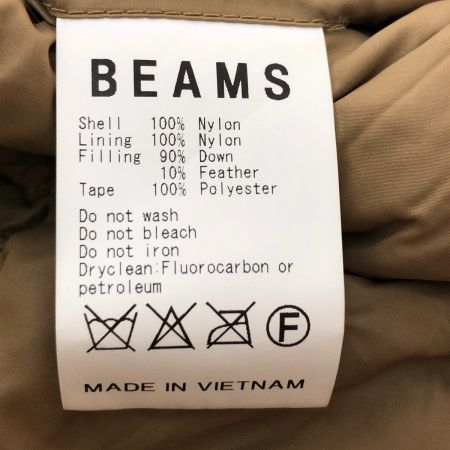 BEAMS
Shell 100% Nylon
Lining 100% Nylon
Filling 90% Down
10% Feather
Tape 100% Polyester
Do not wash
Do not bleach
Do not iron
Dryclean:Fluorocarbon or
petroleum
F
MADE IN VIETNAM